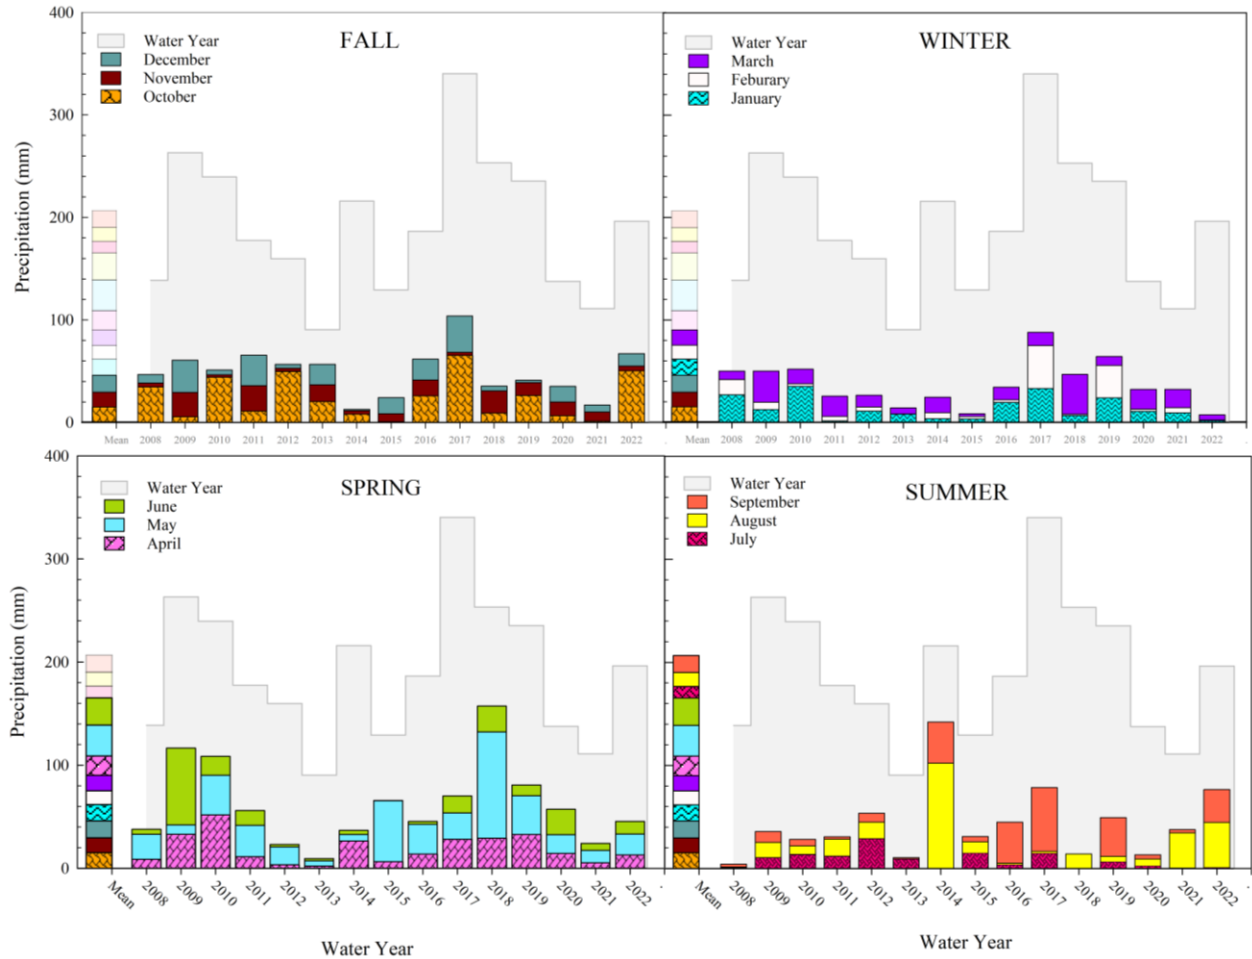 400
300
200
100
0
Precipitation (mm)
FALL
Water Year
December
November
October
Mean 2008 2009 2010 2011 2012 2013 2014 2015 2016 2017 2018 2019 2020 2021 2022
WINTER
Water Year
March
Feburary
January
Mean 2008 2009 2010 2011 2012 2013 2014 2015 2016 2017 2018 2019 2020 2021 2022
400
300
200
100
0
Precipitation (mm)
SPRING
Water Year
June
May
April
Mean 2008 2009 2010 2011 2012 2013 2014 2015 2016 2017 2018 2019 2020 2021 2022
Water Year
SUMMER
Water Year
September
August
July
Mean 2008 2009 2010 2011 2012 2013 2014 2015 2016 2017 2018 2019 2020 2021 2022
Water Year